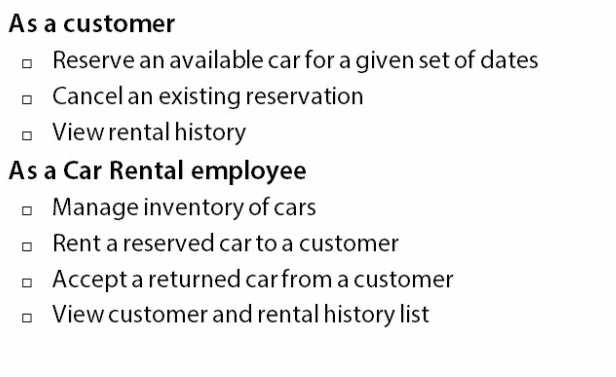 As a customer
Reserve an available car for a given set of dates
Cancel an existing reservation
View rental history
As a Car Rental employee
Manage inventory of cars
Rent a reserved car to a customer
Accept a returned car from a customer
View customer and rental history list